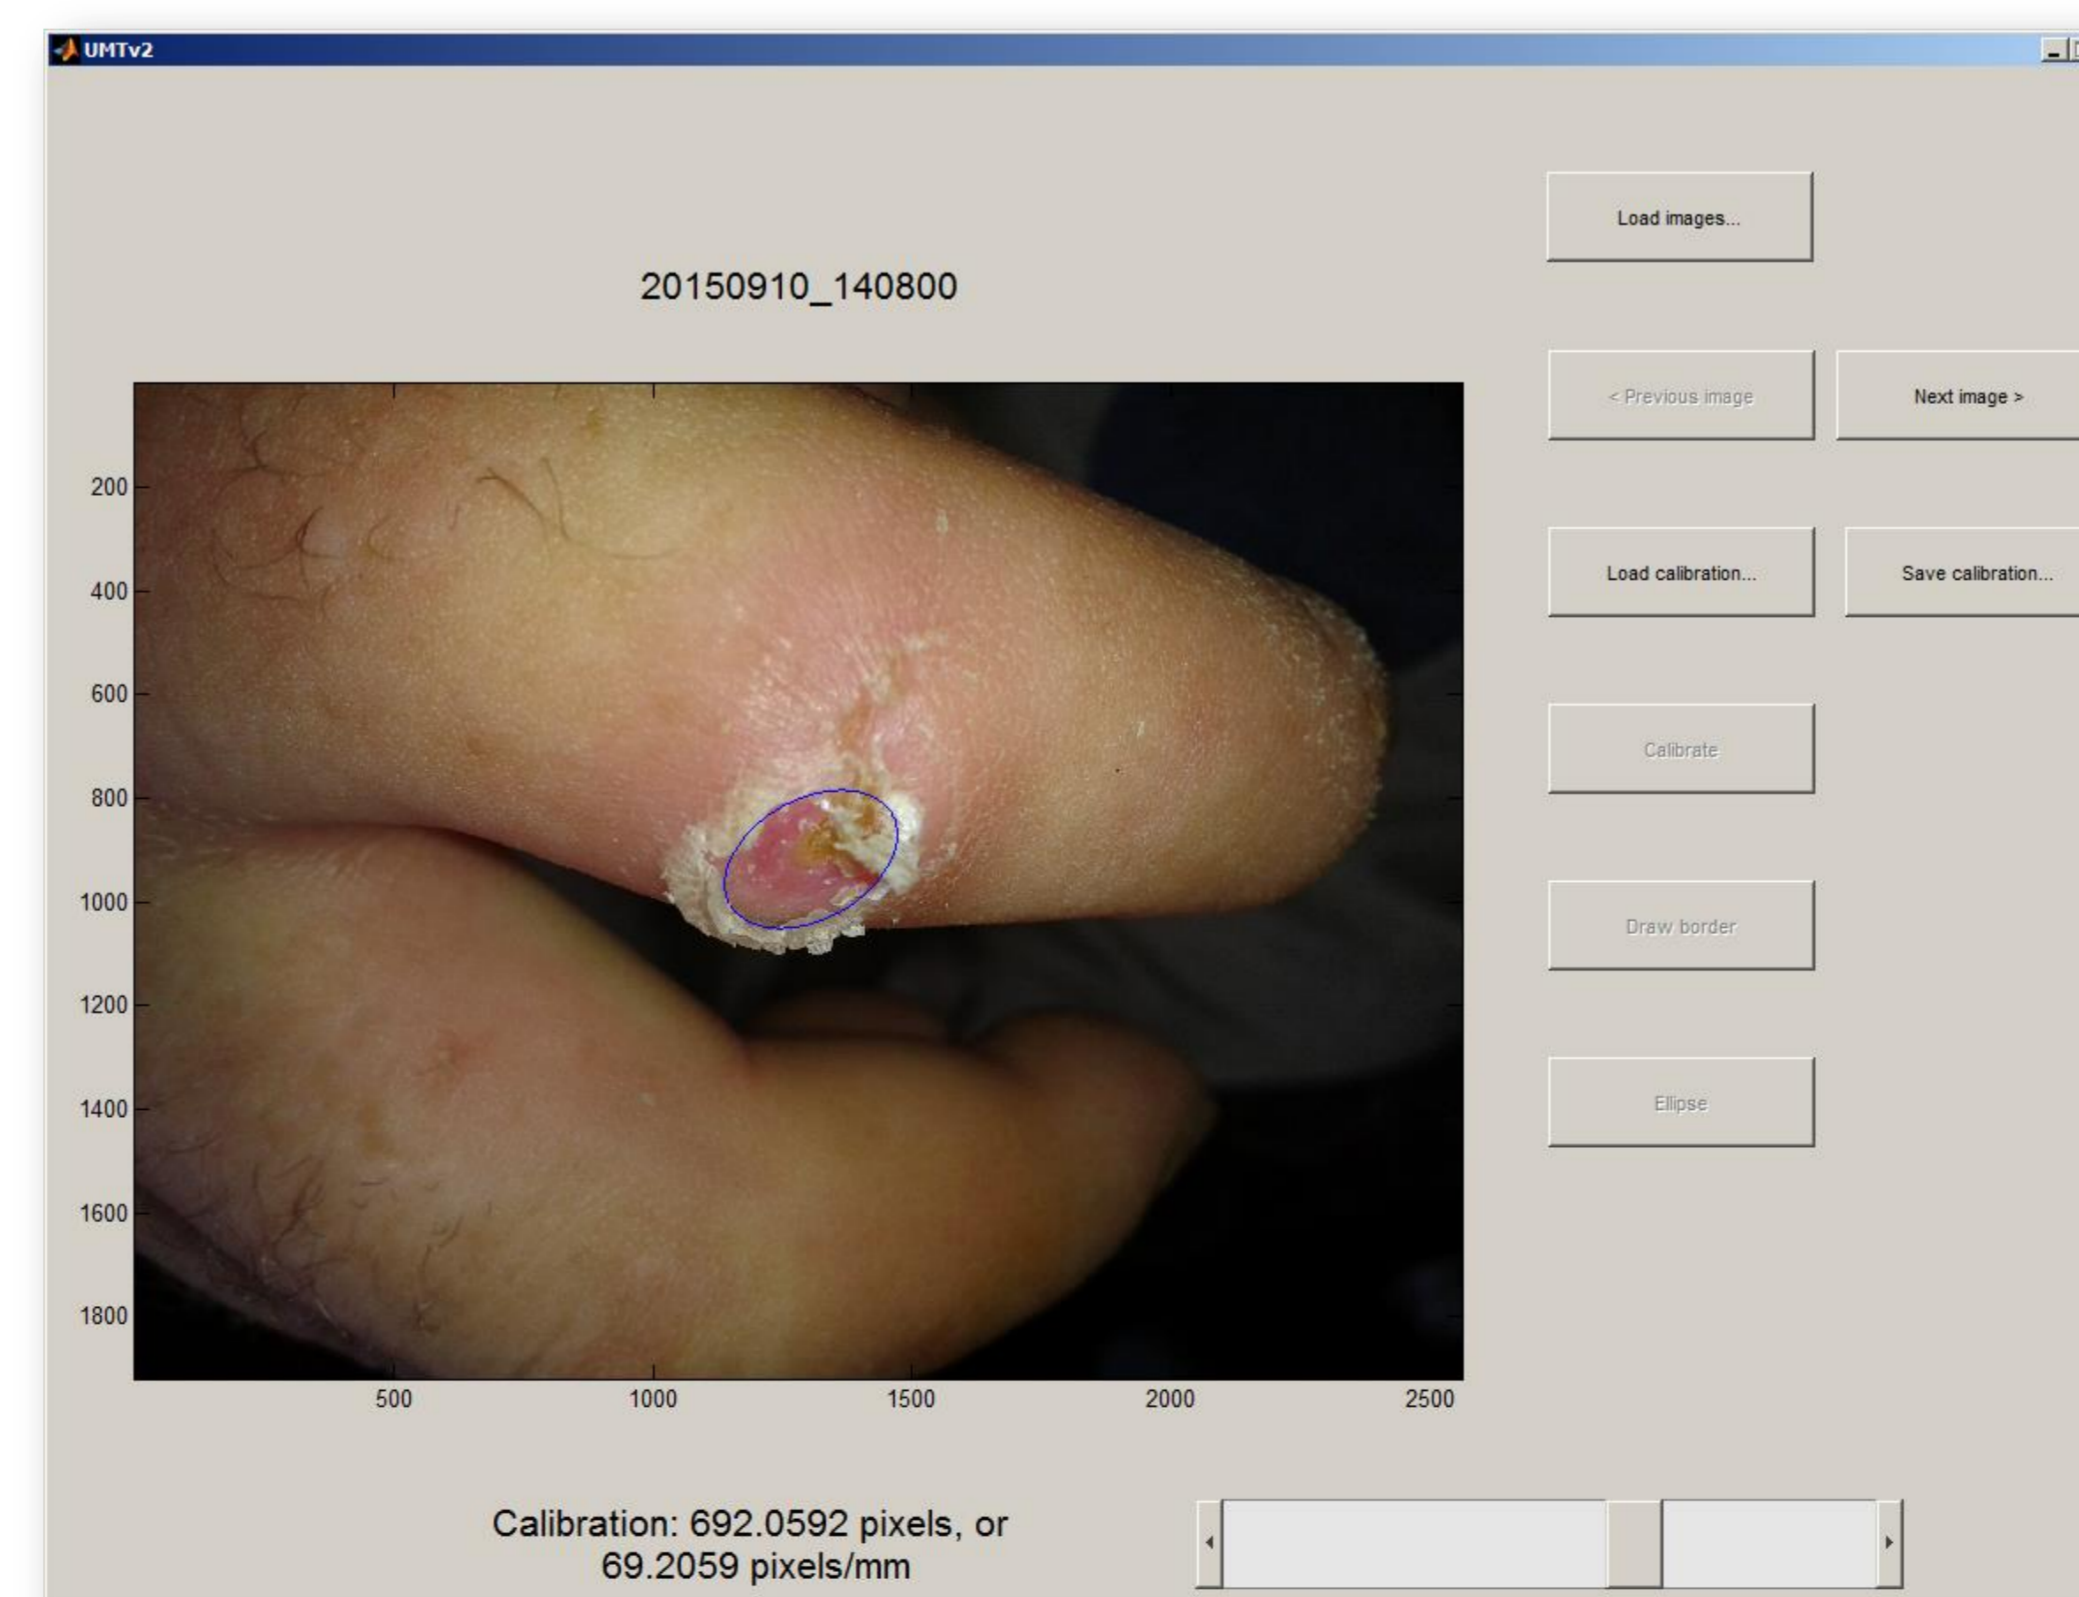 UMTv2
Load images...
20150910_140800
< Previous image
Next image >
Load calibration...
Save calibration...
Calibrate
Draw border
Ellipse
200
400
600
800
1000
1200
1400
1600
1800
500
1000
1500
2000
2500
Calibration: 692.0592 pixels, or
69.2059 pixels/mm